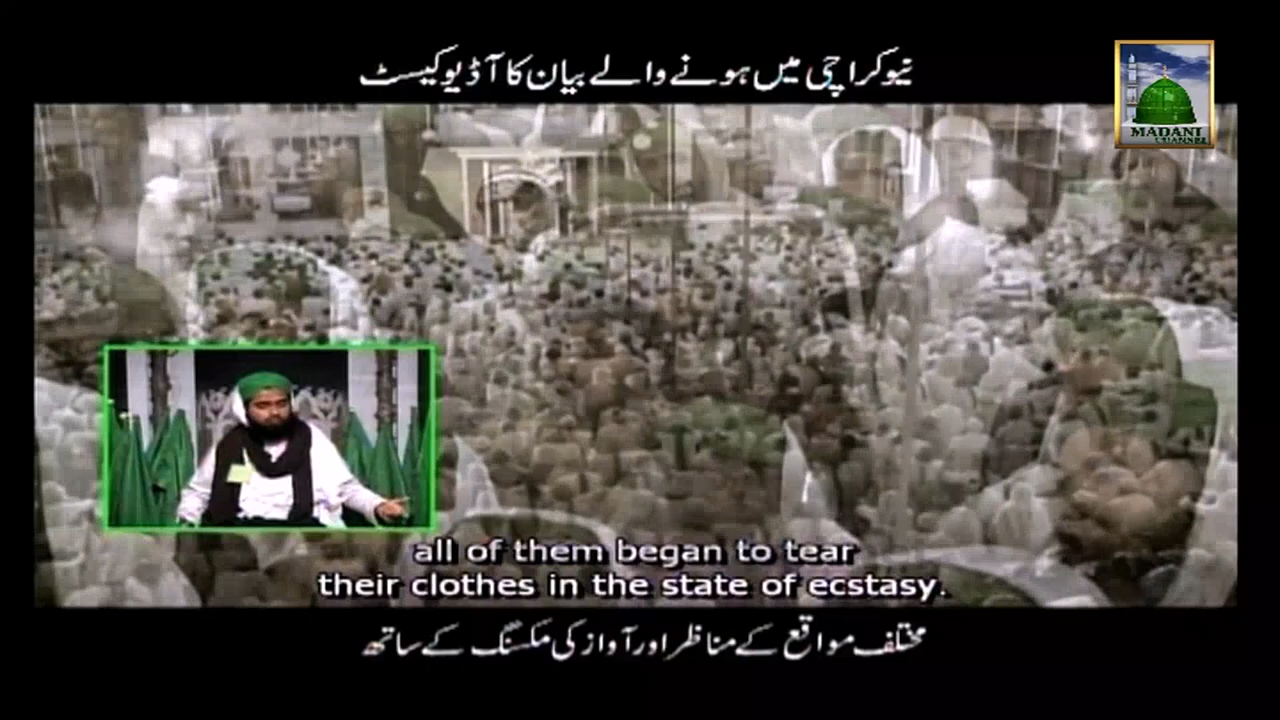 نیو کراچی میں ہونے والے بیان کا آڈیو کیسٹ
MADANI
CHANNEL
all of them began to tear
their clothes in the state of ecstasy.
مختلف مواقع کے مناظر اور آواز کی مکسنگ کے ساتھ